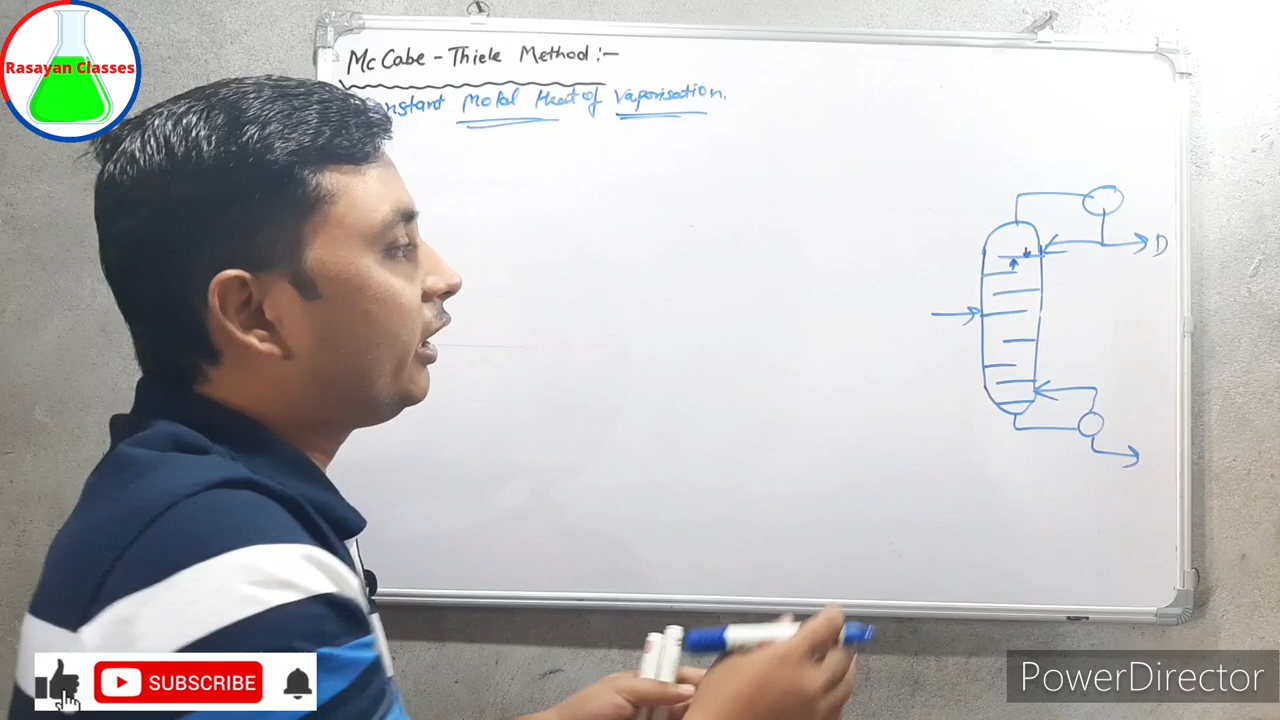 Rasayan Classes
Mc Cabe - Thiele Method :-
Constant Molal Heat of Vaporisation.
D
SUBSCRIBE
PowerDirector